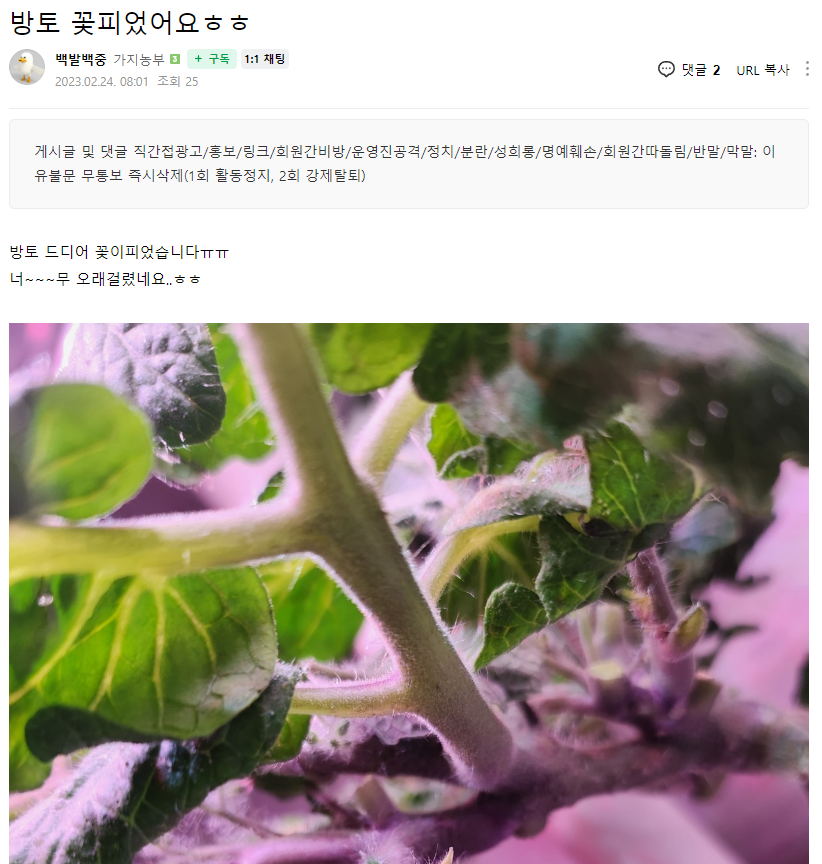 방토 꽃피었어요ㅎㅎ
백발백중 가지농부 3 + 구독 1:1 채팅
2023.02.24. 08:01 조회 25
댓글 2 URL 복사
게시글 및 댓글 직간접광고/홍보/링크/회원간비방/운영진공격/정치/분란/성희롱/명예훼손/회원간따돌림/반말/막말: 이
유불문 무통보 즉시삭제(1회 활동정지, 2회 강제탈퇴)
방토 드디어 꽃이피었습니다ㅠㅠ
너~~~무 오래걸렸네요..ㅎㅎ